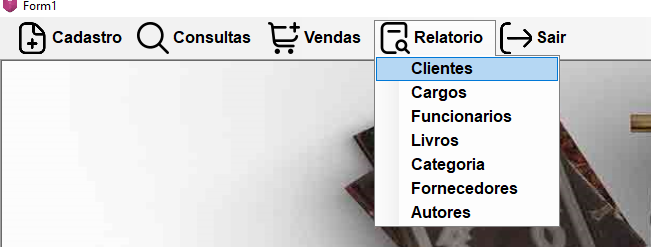 Form1
Cadastro Consultas Vendas Relatorio Sair
Clientes
Cargos
Funcionarios
Livros
Categoria
Fornecedores
Autores